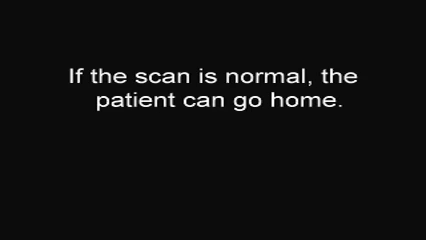 If the scan is normal, the
patient can go home.